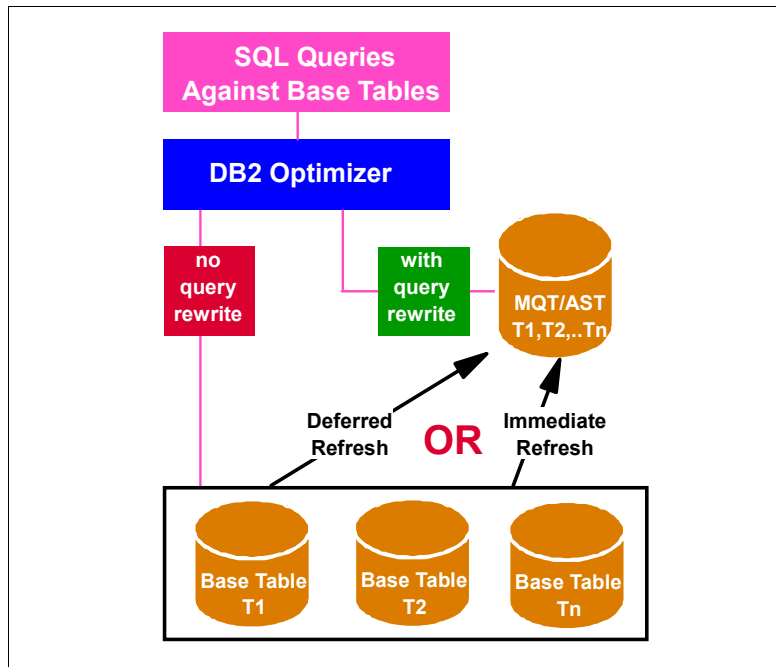 SQL Queries
Against Base Tables
DB2 Optimizer
no
query
rewrite
with
query
rewrite
MQT/AST
T1,T2,..Tn
Deferred
Refresh
OR
Immediate
Refresh
Base Table
T1
Base Table
T2
Base Table
Tn